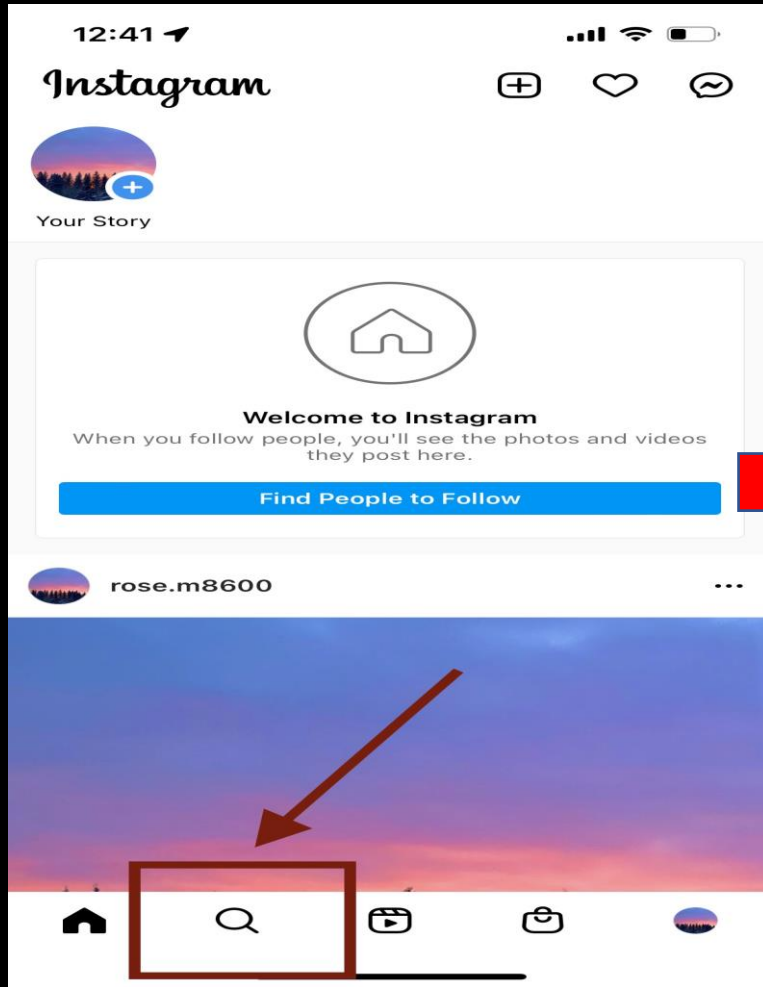 12:41
Instagram
Your Story
Welcome to Instagram
When you follow people, you'll see the photos and videos
they post here.
Find People to Follow
rose.m8600